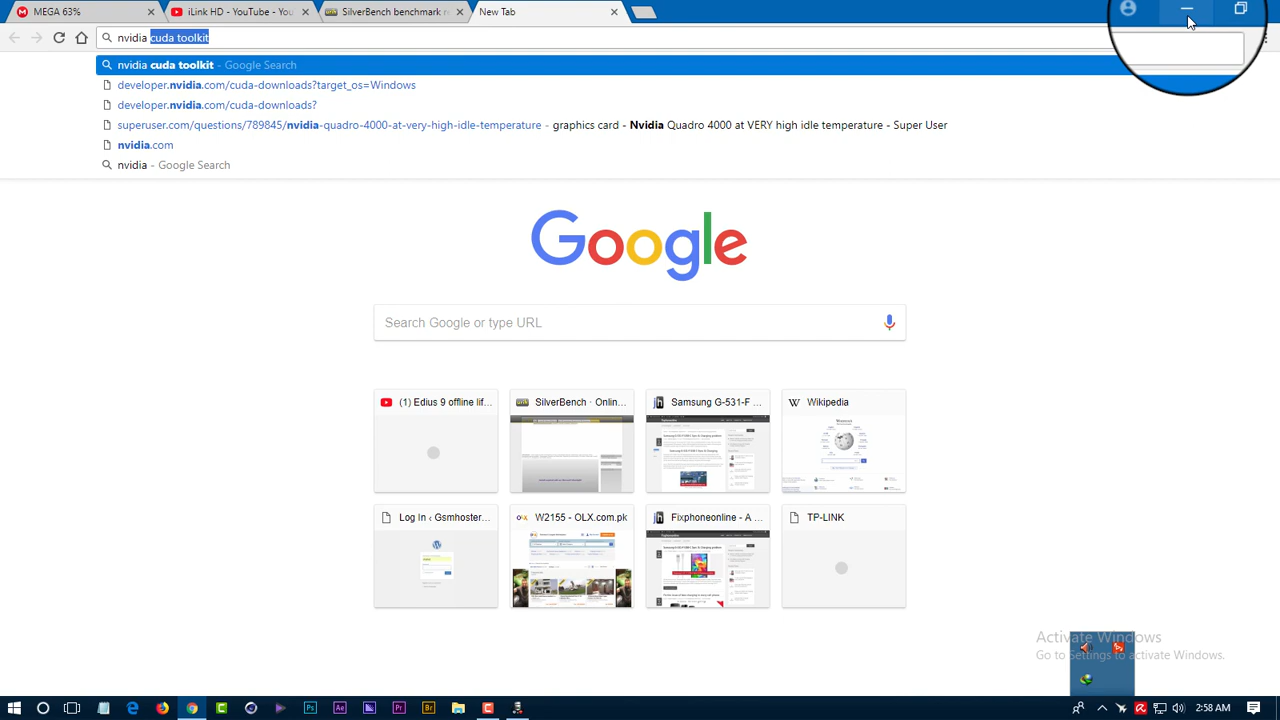 MEGA 63%
iLink HD - YouTube - Yo
SilverBench benchmark r
New Tab
nvidia cuda toolkit
nvidia cuda toolkit - Google Search
developer.nvidia.com/cuda-downloads?target_os=Windows
developer.nvidia.com/cuda-downloads?
superuser.com/questions/789845/nvidia-quadro-4000-at-very-high-idle-temperature - graphics card - Nvidia Quadro 4000 at VERY high idle temperature - Super User
nvidia.com
nvidia - Google Search
Google
Search Google or type URL
(1) Edius 9 offline lif...
SilverBench · Onlin...
Samsung G-531-F ...
Wikipedia
Log In ‹ Gsmhoster...
W2155 - OLX.com.pk
Fixphoneonline - A ...
TP-LINK
Activate Windows
Go to Settings to activate Windows.
Ps
Ae
Pr
Br
2:58 AM